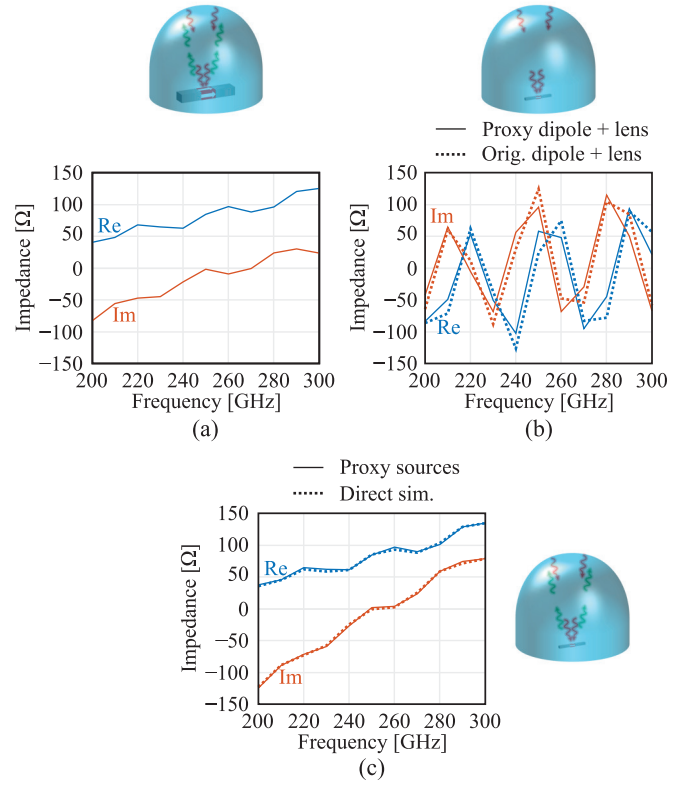 Proxy dipole + lens
Orig. dipole + lens
150
100
50
0
−50
−100
−150
Impedance [Ω]
Re
Im
200 220 240 260 280 300
Frequency [GHz]
(a)
150
100
50
0
−50
−100
−150
Impedance [Ω]
Im
Re
200 220 240 260 280 300
Frequency [GHz]
(b)
Proxy sources
Direct sim.
150
100
50
0
−50
−100
−150
Impedance [Ω]
Re
Im
200 220 240 260 280 300
Frequency [GHz]
(c)